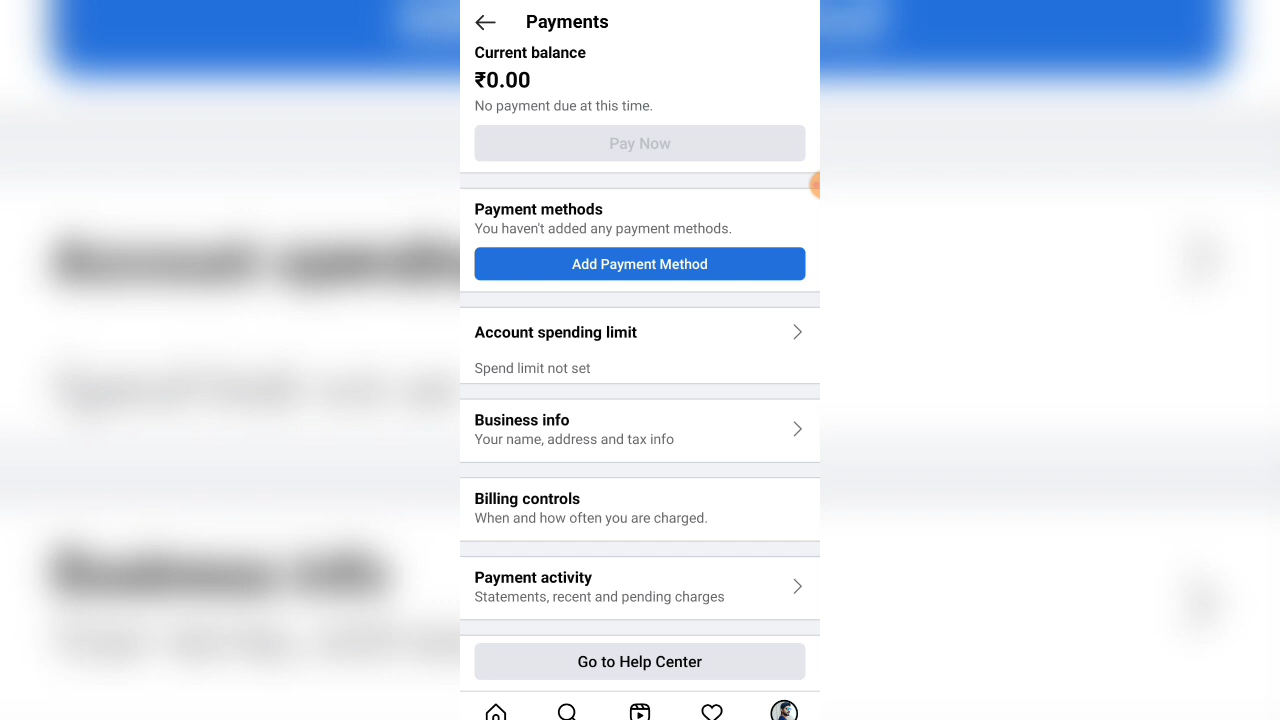 Payments
Current balance
₹0.00
No payment due at this time.
Pay Now
Payment methods
You haven't added any payment methods.
Add Payment Method
Account spending limit
Spend limit not set
Business info
Your name, address and tax info
Billing controls
When and how often you are charged.
Payment activity
Statements, recent and pending charges
Go to Help Center